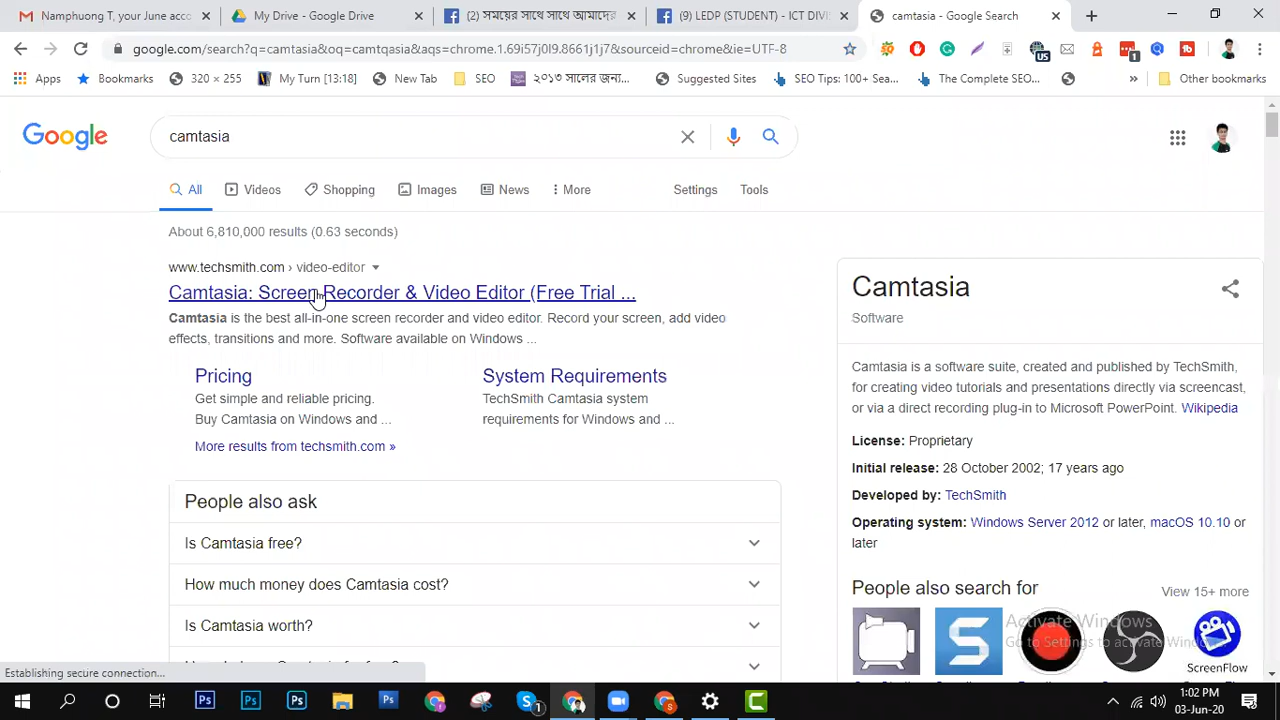 Namphuong T, your June acco
My Drive - Google Drive
(2) সময়ের সাথে সাথে আমাদের
(9) LEDP (STUDENT) - ICT DIVI
camtasia - Google Search
google.com/search?q=camtasia&oq=camtqasia&aqs=chrome.1.69i57j0l9.8661j1j7&sourceid=chrome&ie=UTF-8
US
1
Apps
Bookmarks
320 × 255
My Turn [13:18]
New Tab
SEO
২০১৩ সালের জন্য...
Suggested Sites
SEO Tips: 100+ Sea...
The Complete SEO...
»
Other bookmarks
Google
camtasia
All
Videos
Shopping
Images
News
More
Settings
Tools
About 6,810,000 results (0.63 seconds)
www.techsmith.com › video-editor
Camtasia: Screen Recorder & Video Editor (Free Trial ...
Camtasia is the best all-in-one screen recorder and video editor. Record your screen, add video
effects, transitions and more. Software available on Windows ...
Pricing
Get simple and reliable pricing.
Buy Camtasia on Windows and ...
System Requirements
TechSmith Camtasia system
requirements for Windows and ...
More results from techsmith.com »
People also ask
Is Camtasia free?
How much money does Camtasia cost?
Is Camtasia worth?
Camtasia
Software
Camtasia is a software suite, created and published by TechSmith,
for creating video tutorials and presentations directly via screencast,
or via a direct recording plug-in to Microsoft PowerPoint. Wikipedia
License: Proprietary
Initial release: 28 October 2002; 17 years ago
Developed by: TechSmith
Operating system: Windows Server 2012 or later, macOS 10.10 or
later
People also search for
View 15+ more
Activate Windows
Go to Settings to activate Windows.
ScreenFlow
Establishing secure connection...
1:02 PM
03-Jun-20